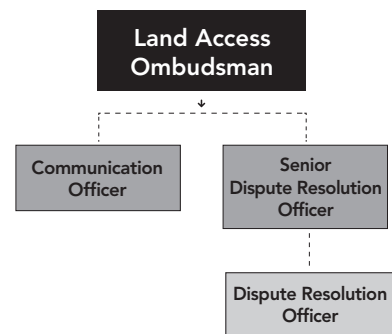 Land Access
Ombudsman
Communication
Officer
Senior
Dispute Resolution
Officer
Dispute Resolution
Officer